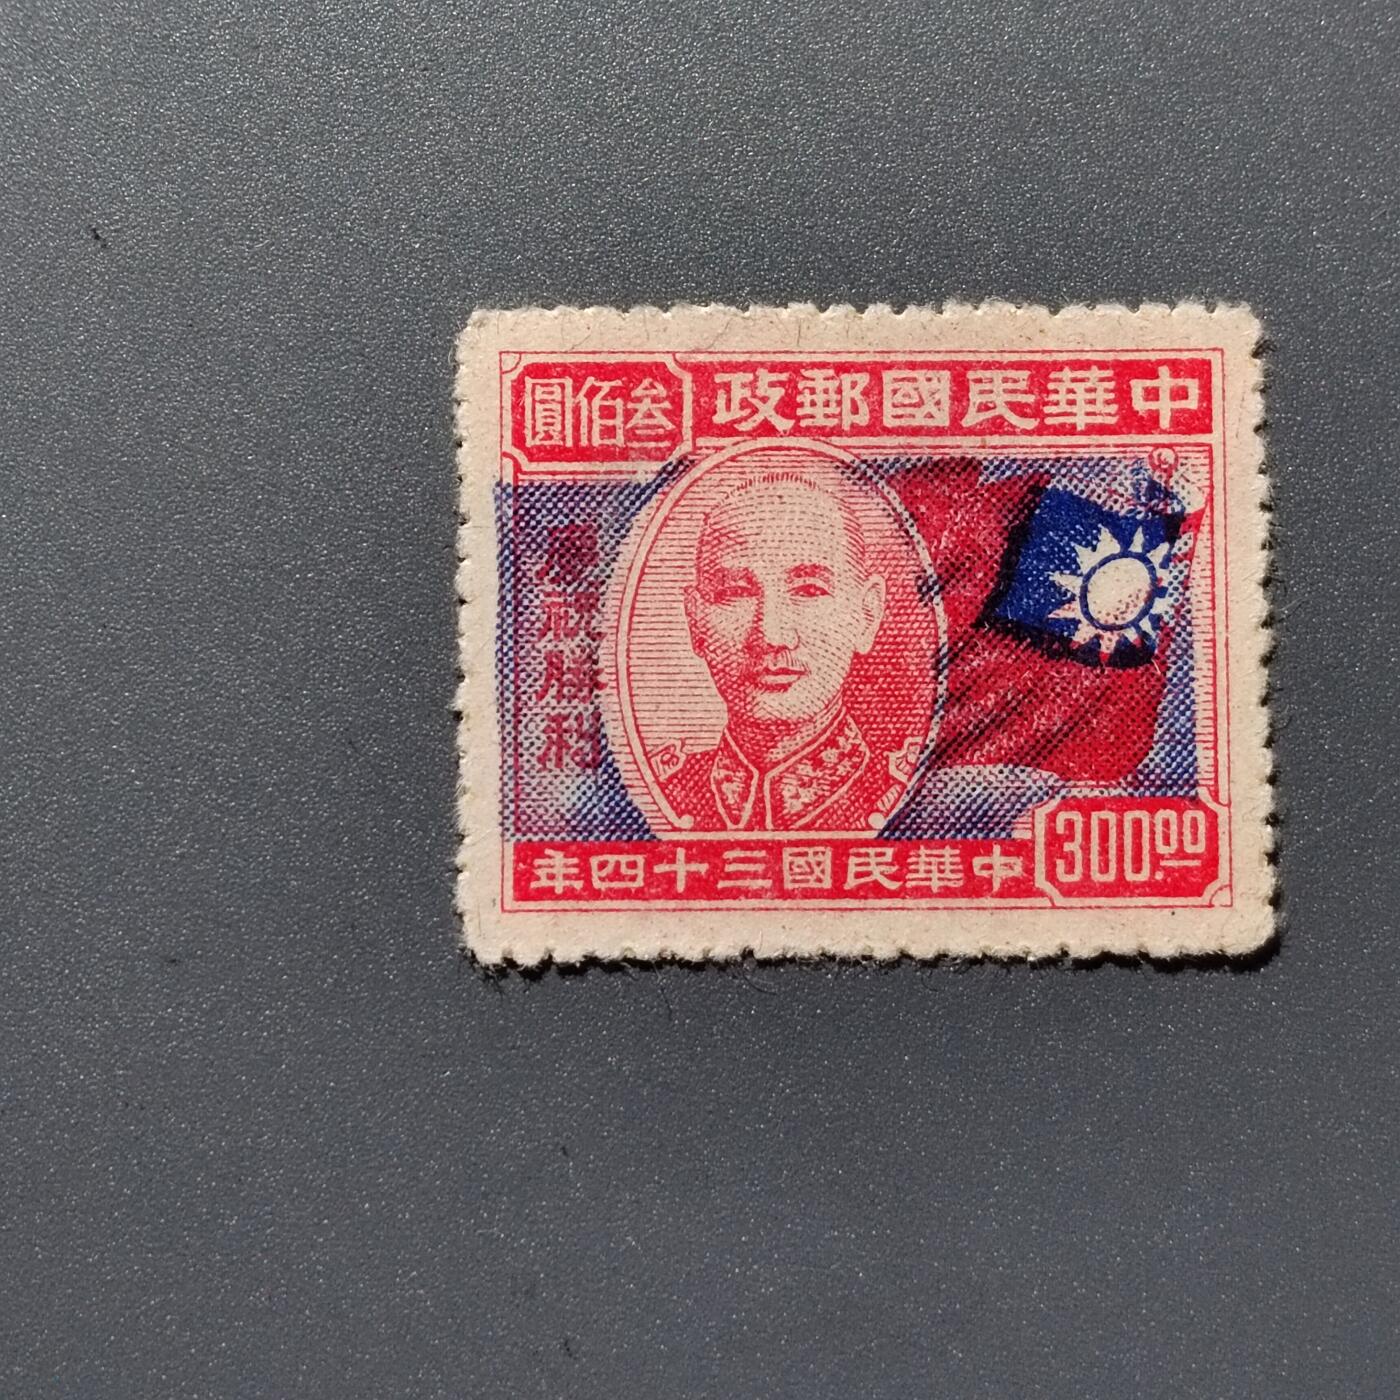 中華民國郵政
叁佰圓
慶祝勝利
中華民國三十四年
300.00